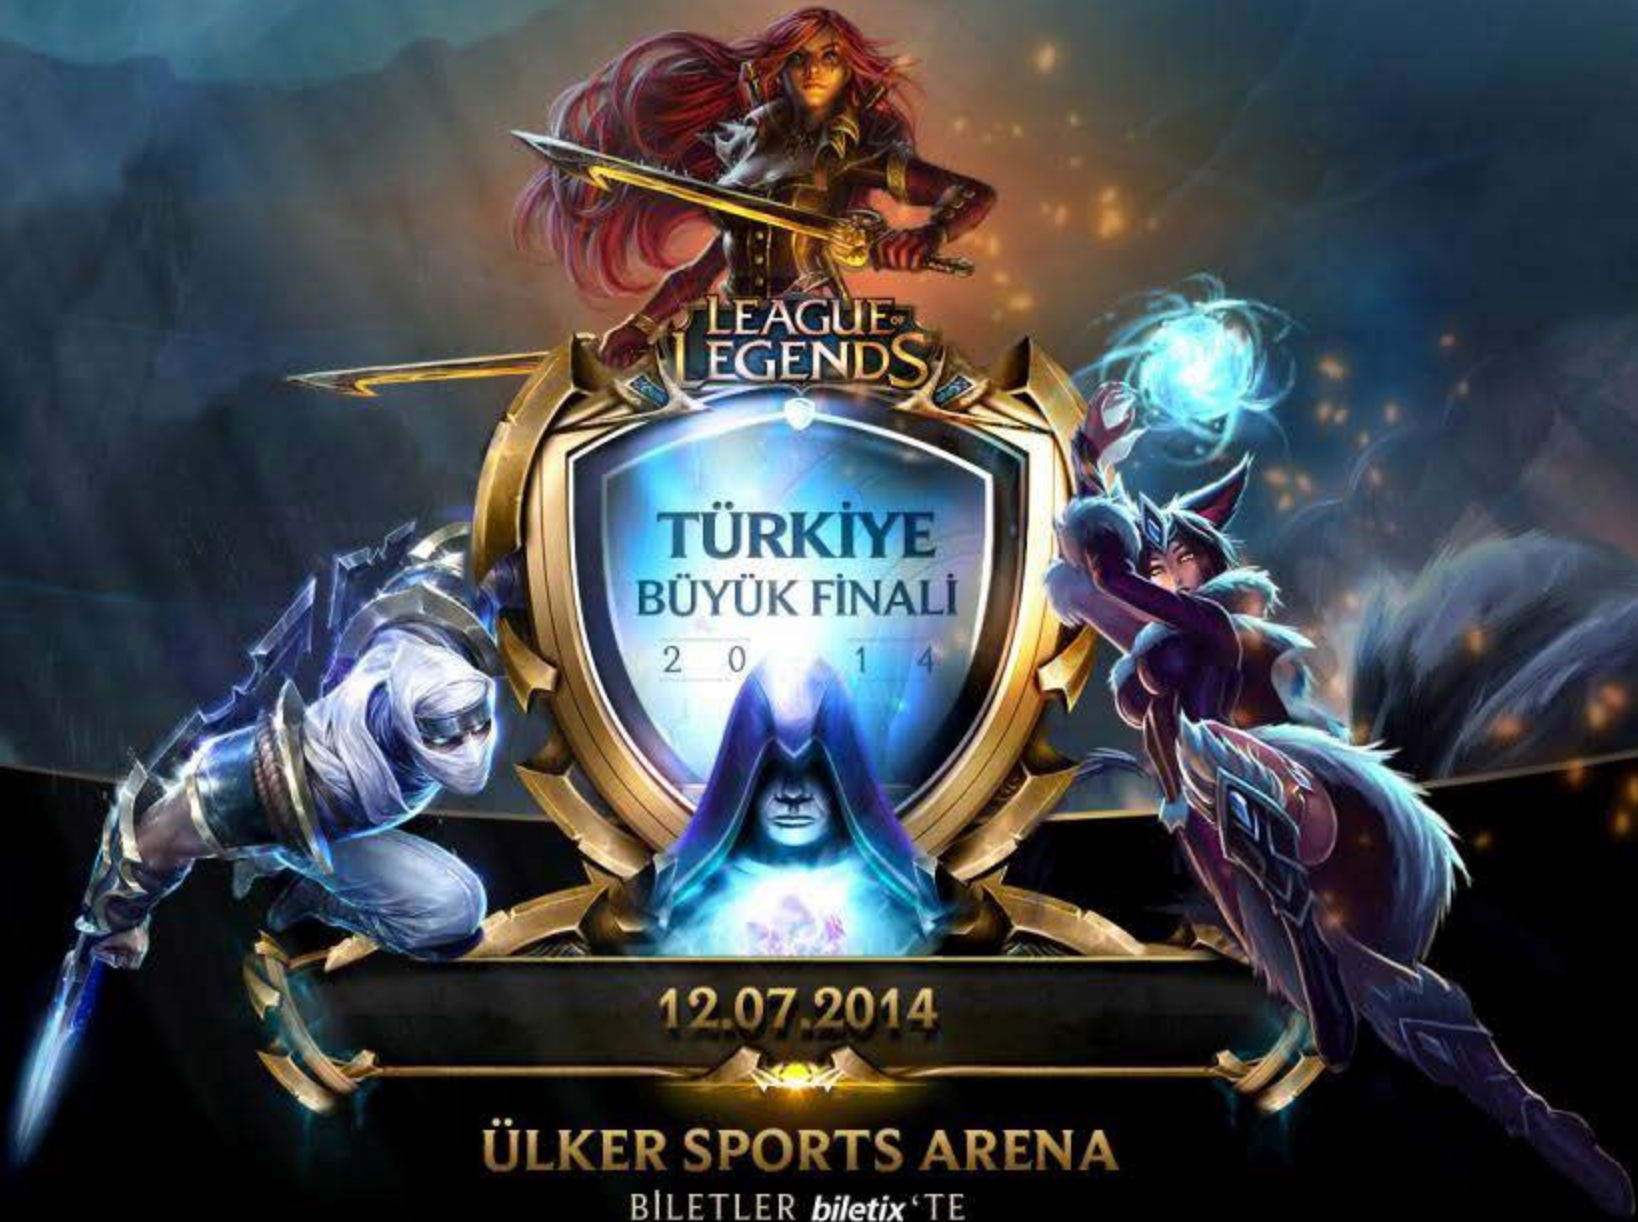 LEAGUE OF
LEGENDS
TÜRKİYE
BÜYÜK FİNALİ
2014
12.07.2014
ÜLKER SPORTS ARENA
BİLETLER biletix'TE